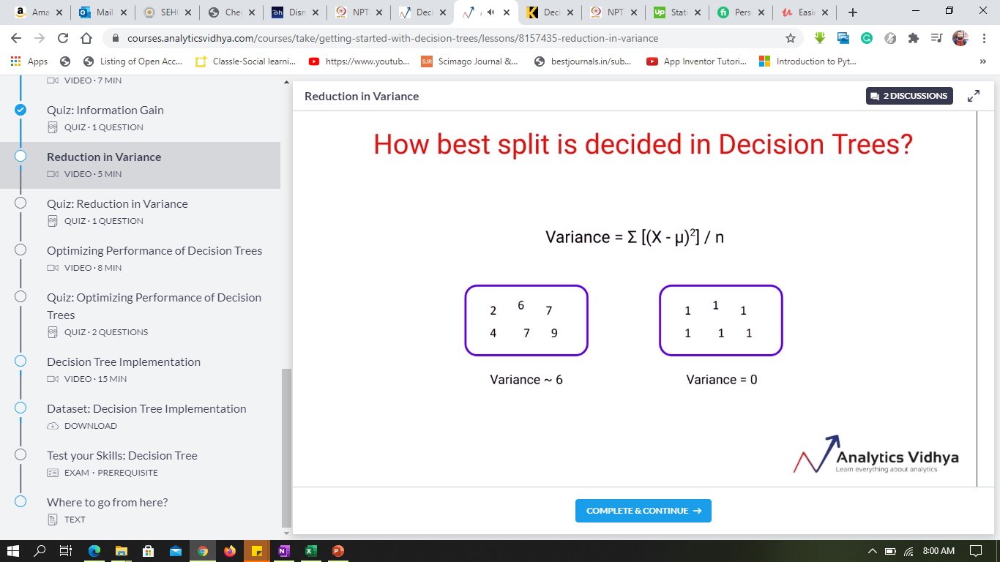 Ama
Mail
SEHC
Che
Disn
NPT
Deci
Deci
NPT
Stati
Pers
Easi
courses.analyticsvidhya.com/courses/take/getting-started-with-decision-trees/lessons/8157435-reduction-in-variance
Apps
Listing of Open Acc...
Classle-Social learni...
https://www.youtub...
SJR
Scimago Journal &...
bestjournals.in/sub...
App Inventor Tutori...
Introduction to Pyt...
»
VIDEO · 7 MIN
Quiz: Information Gain
QUIZ · 1 QUESTION
Reduction in Variance
VIDEO · 5 MIN
Quiz: Reduction in Variance
QUIZ · 1 QUESTION
Optimizing Performance of Decision Trees
VIDEO · 8 MIN
Quiz: Optimizing Performance of Decision
Trees
QUIZ · 2 QUESTIONS
Decision Tree Implementation
VIDEO · 15 MIN
Dataset: Decision Tree Implementation
DOWNLOAD
Test your Skills: Decision Tree
EXAM · PREREQUISITE
Where to go from here?
TEXT
Reduction in Variance
2 DISCUSSIONS
How best split is decided in Decision Trees?
Variance = Σ [(X - μ)²] / n
2 6 7
4 7 9
Variance ~ 6
1 1 1
1 1 1
Variance = 0
Analytics Vidhya
Learn everything about analytics
COMPLETE & CONTINUE →
8:00 AM